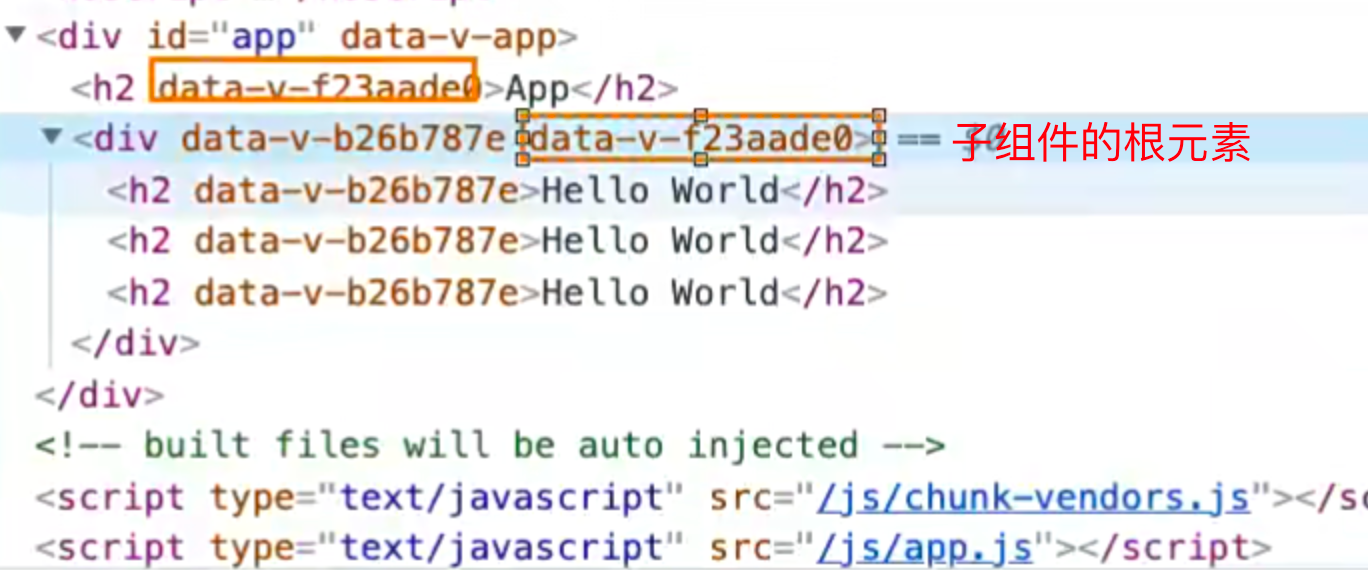 <div id="app" data-v-app>
<h2 data-v-f23aade0>App</h2>
<div data-v-b26b787e data-v-f23aade0> == $0 子组件的根元素
<h2 data-v-b26b787e>Hello World</h2>
<h2 data-v-b26b787e>Hello World</h2>
<h2 data-v-b26b787e>Hello World</h2>
</div>
</div>
<!-- built files will be auto injected -->
<script type="text/javascript" src="/js/chunk-vendors.js"></sc
<script type="text/javascript" src="/js/app.js"></script>